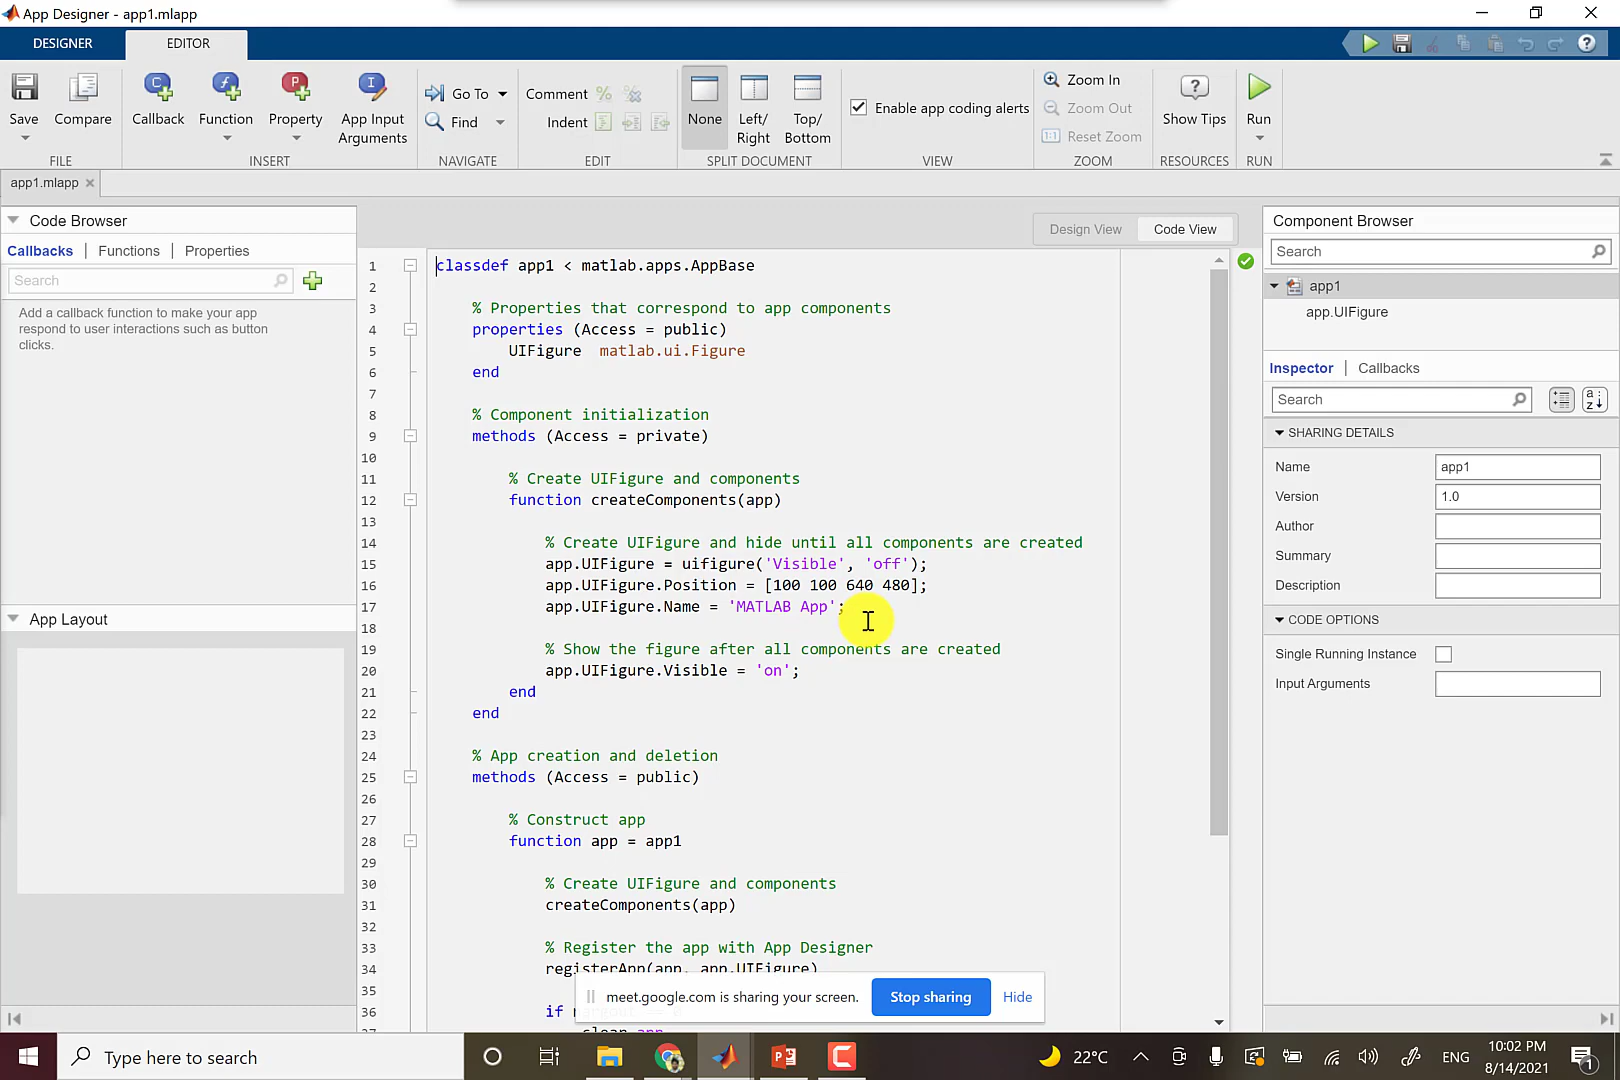 App Designer - app1.mlapp
DESIGNER
EDITOR
Save
Compare
Callback
Function
Property
App Input
Arguments
Go To
Find
Comment
Indent
None
Left/
Right
Top/
Bottom
Enable app coding alerts
Zoom In
Zoom Out
Reset Zoom
Show Tips
Run
FILE
INSERT
NAVIGATE
EDIT
SPLIT DOCUMENT
VIEW
ZOOM
RESOURCES
RUN
app1.mlapp
Code Browser
Callbacks | Functions | Properties
Search
Add a callback function to make your app
respond to user interactions such as button
clicks.
App Layout
Design View
Code View
1 classdef app1 < matlab.apps.AppBase
2
3 % Properties that correspond to app components
4 properties (Access = public)
5 UIFigure matlab.ui.Figure
6 end
7
8 % Component initialization
9 methods (Access = private)
10
11 % Create UIFigure and components
12 function createComponents(app)
13
14 % Create UIFigure and hide until all components are created
15 app.UIFigure = uifigure('Visible', 'off');
16 app.UIFigure.Position = [100 100 640 480];
17 app.UIFigure.Name = 'MATLAB App';
18
19 % Show the figure after all components are created
20 app.UIFigure.Visible = 'on';
21 end
22 end
23
24 % App creation and deletion
25 methods (Access = public)
26
27 % Construct app
28 function app = app1
29
30 % Create UIFigure and components
31 createComponents(app)
32
33 % Register the app with App Designer
34 registerApp(app, app.UIFigure)
35
36 if
Component Browser
Search
app1
app.UIFigure
Inspector | Callbacks
Search
SHARING DETAILS
Name app1
Version 1.0
Author
Summary
Description
CODE OPTIONS
Single Running Instance
Input Arguments
meet.google.com is sharing your screen.
Stop sharing
Hide
Type here to search
22°C
ENG
10:02 PM
8/14/2021
1